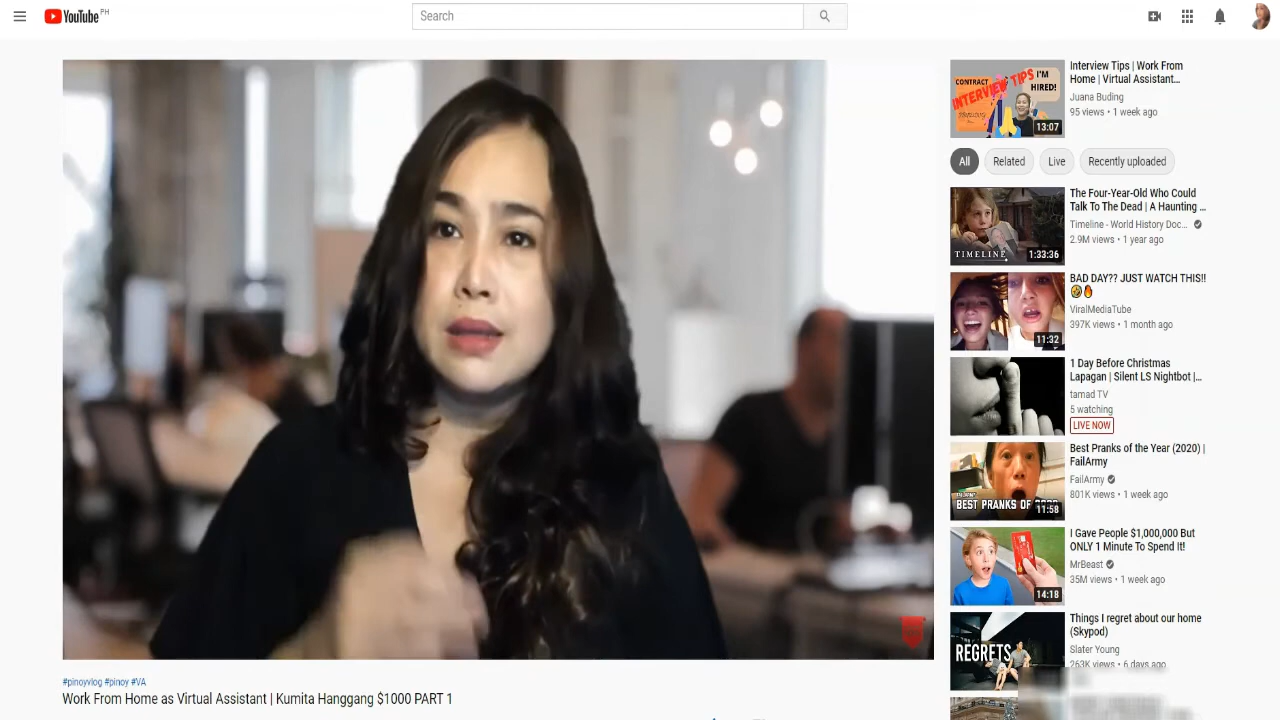 YouTube PH
Search
CONTRACT
INTERVIEW TIPS
I'M
HIRED!
13:07
Interview Tips | Work From
Home | Virtual Assistant...
Juana Buding
95 views • 1 week ago
All
Related
Live
Recently uploaded
TIMELINE
1:33:36
The Four-Year-Old Who Could
Talk To The Dead | A Haunting ...
Timeline - World History Doc...
2.9M views • 1 year ago
11:32
BAD DAY?? JUST WATCH THIS!!
🤣🔥
ViralMediaTube
397K views • 1 month ago
1 Day Before Christmas
Lapagan | Silent LS Nightbot |...
tamad TV
5 watching
LIVE NOW
BEST PRANKS OF
11:58
Best Pranks of the Year (2020) |
FailArmy
FailArmy
801K views • 1 week ago
14:18
I Gave People $1,000,000 But
ONLY 1 Minute To Spend It!
MrBeast
35M views • 1 week ago
REGRETS
Things I regret about our home
(Skypod)
Slater Young
263K views • 6 days ago
#pinoyvlog #pinoy #VA
Work From Home as Virtual Assistant | Kumita Hanggang $1000 PART 1